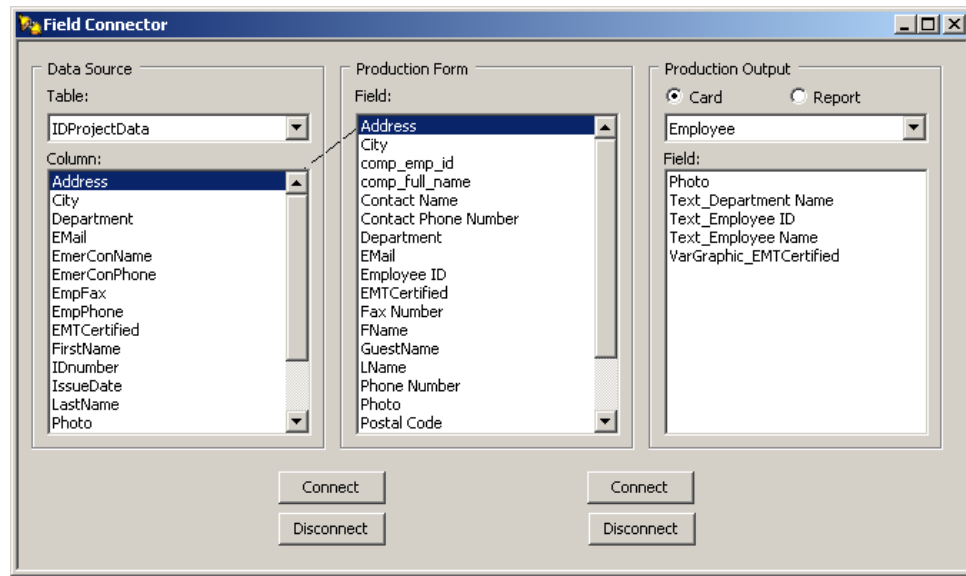 Field Connector
Data Source
Table:
IDProjectData
Column:
Address
City
Department
EMail
EmerConName
EmerConPhone
EmpFax
EmpPhone
EMTCertified
FirstName
IDnumber
IssueDate
LastName
Photo
Production Form
Field:
Address
City
comp_emp_id
comp_full_name
Contact Name
Contact Phone Number
Department
EMail
Employee ID
EMTCertified
Fax Number
FName
GuestName
LName
Phone Number
Photo
Postal Code
Production Output
Card Report
Employee
Field:
Photo
Text_Department Name
Text_Employee ID
Text_Employee Name
VarGraphic_EMTCertified
Connect Connect
Disconnect Disconnect